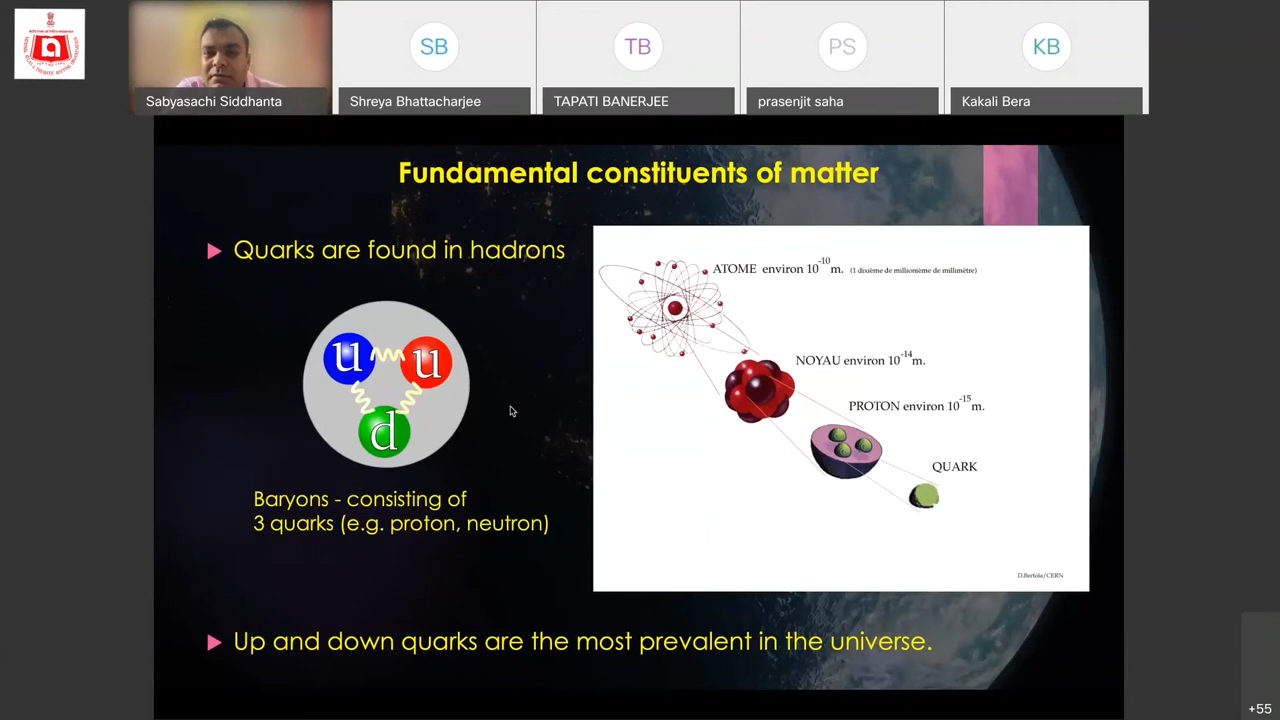 SB
TB
PS
KB
Sabyasachi Siddhanta
Shreya Bhattacharjee
TAPATI BANERJEE
prasenjit saha
Kakali Bera
Fundamental constituents of matter
Quarks are found in hadrons
u
u
d
Baryons - consisting of
3 quarks (e.g. proton, neutron)
ATOME environ 10⁻¹⁰ m. (1 dixième de millionième de millimètre)
NOYAU environ 10⁻¹⁴ m.
PROTON environ 10⁻¹⁵ m.
QUARK
D.Bertola/CERN
Up and down quarks are the most prevalent in the universe.
+55